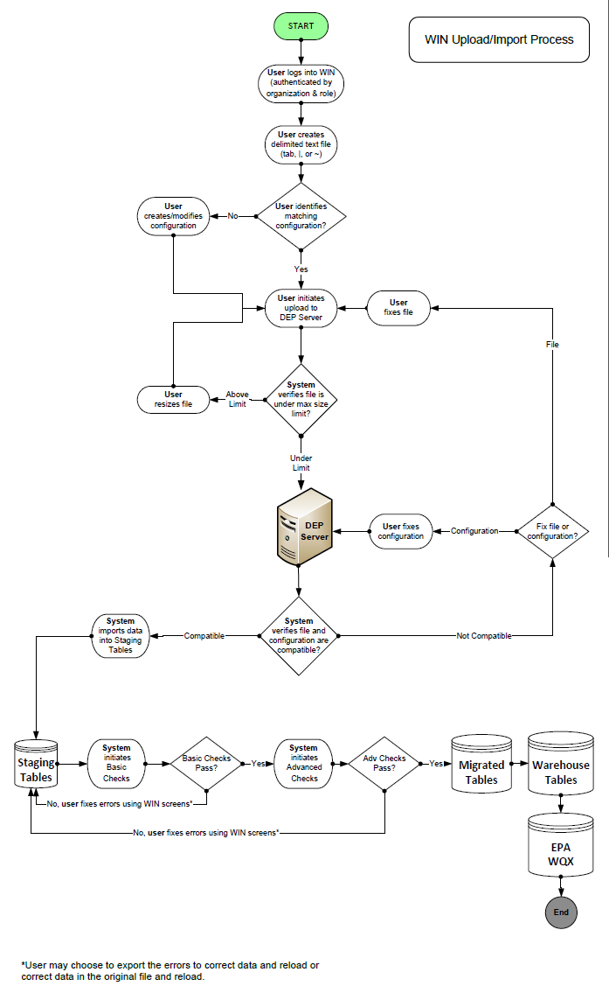 START
WIN Upload/Import Process
User logs into WIN
(authenticated by
organization & role)
User creates
delimited text file
(tab, |, or ~)
User identifies
matching
configuration?
No
User
creates/modifies
configuration
Yes
User initiates
upload to
DEP Server
User
fixes file
File
System
verifies file is
under max size
limit?
Above
Limit
User
resizes file
Under
Limit
DEP
Server
User fixes
configuration
Configuration
Fix file or
configuration?
System
verifies file and
configuration are
compatible?
Compatible
Not Compatible
System
imports data
into Staging
Tables
Staging
Tables
System
initiates
Basic
Checks
Basic Checks
Pass?
Yes
System
initiates
Advanced
Checks
Adv Checks
Pass?
Yes
Migrated
Tables
Warehouse
Tables
No, user fixes errors using WIN screens*
No, user fixes errors using WIN screens*
EPA
WQX
End
*User may choose to export the errors to correct data and reload or
correct data in the original file and reload.